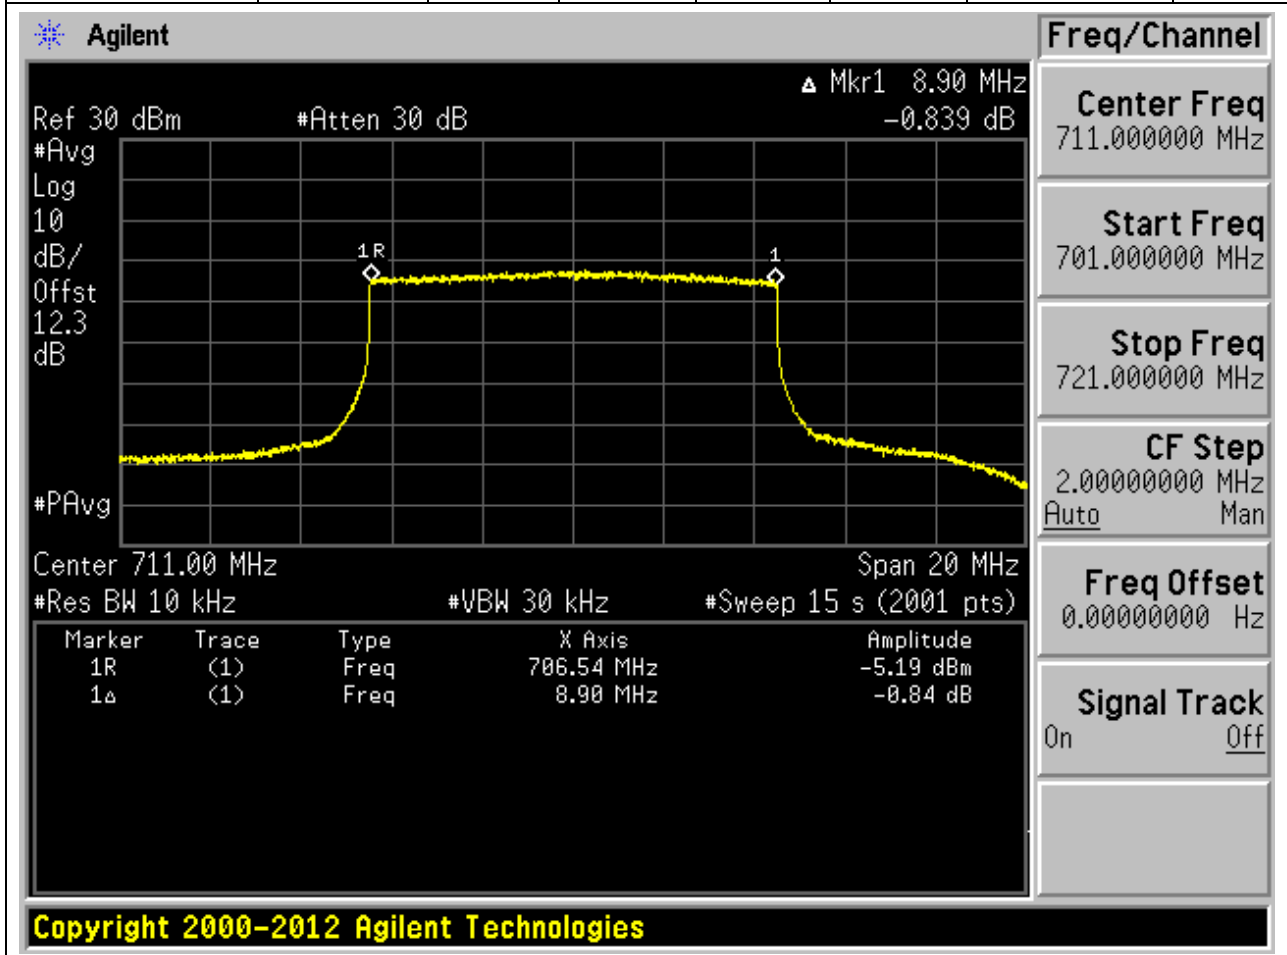 Agilent
Freq/Channel
▵ Mkr1 8.90 MHz
Ref 30 dBm #Atten 30 dB -0.839 dB
#Avg
Log
10
dB/
Offst
12.3
dB
1R
1
#PAvg
Center 711.00 MHz Span 20 MHz
#Res BW 10 kHz #VBW 30 kHz #Sweep 15 s (2001 pts)
Marker Trace Type X Axis Amplitude
1R (1) Freq 706.54 MHz -5.19 dBm
1▵ (1) Freq 8.90 MHz -0.84 dB
Center Freq
711.000000 MHz
Start Freq
701.000000 MHz
Stop Freq
721.000000 MHz
CF Step
2.00000000 MHz
Auto Man
Freq Offset
0.00000000 Hz
Signal Track
On Off
Copyright 2000-2012 Agilent Technologies